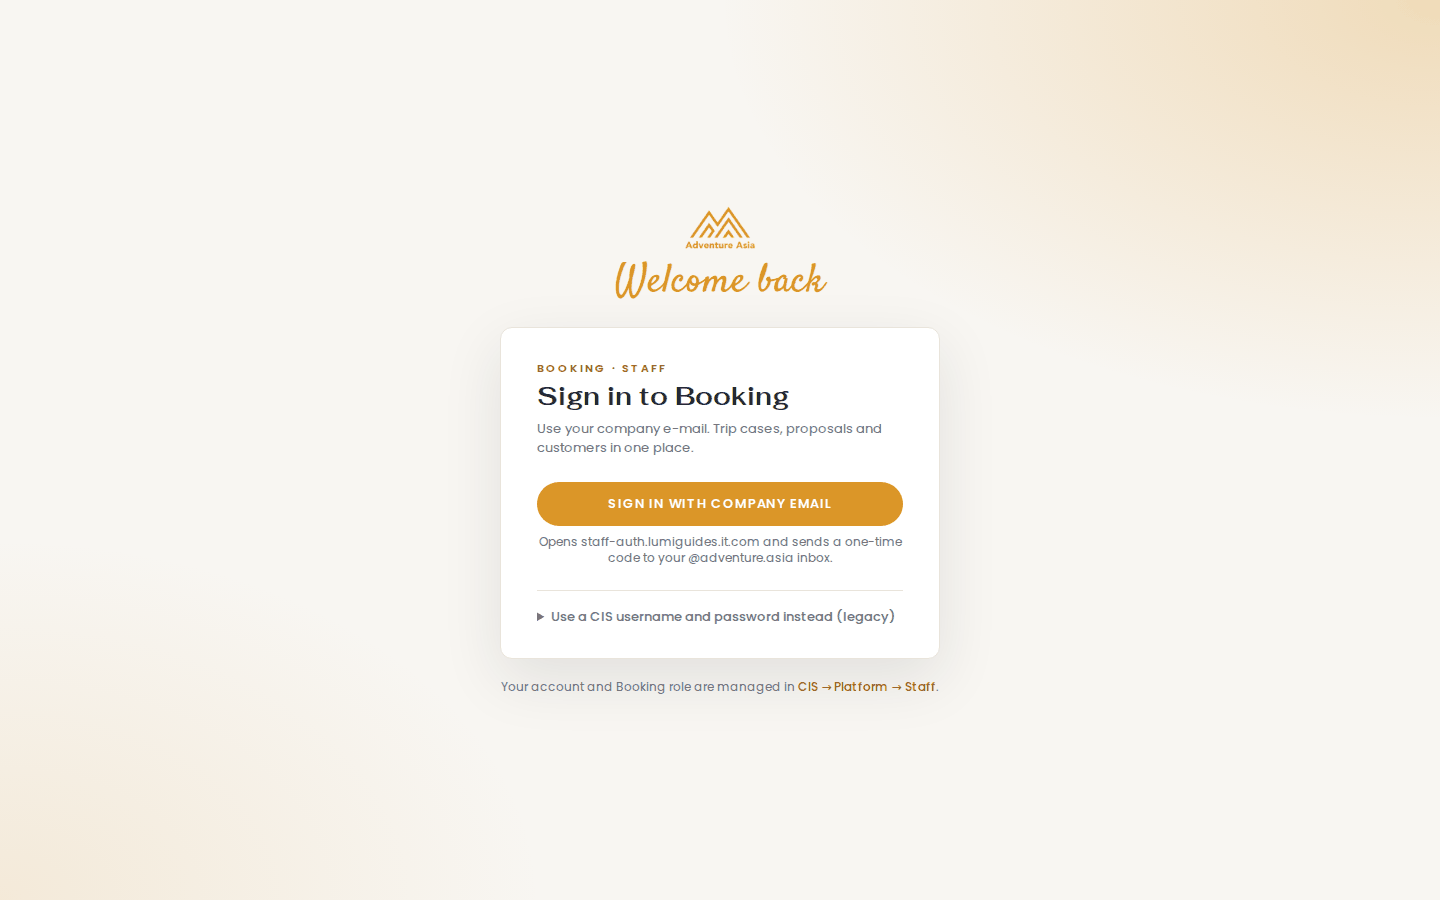 Adventure Asia
Welcome back
BOOKING · STAFF
Sign in to Booking
Use your company e-mail. Trip cases, proposals and
customers in one place.
SIGN IN WITH COMPANY EMAIL
Opens staff-auth.lumiguides.it.com and sends a one-time
code to your @adventure.asia inbox.
▶ Use a CIS username and password instead (legacy)
Your account and Booking role are managed in CIS → Platform → Staff.